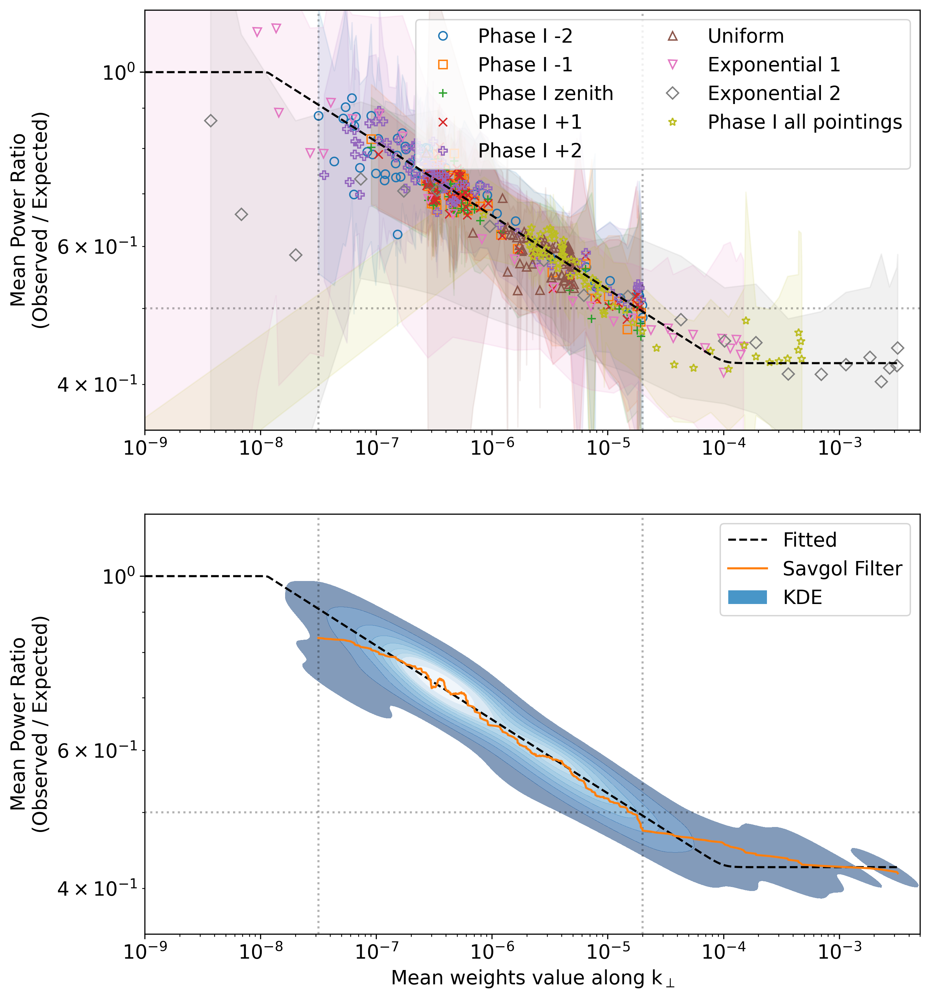 Phase I -2
Phase I -1
Phase I zenith
Phase I +1
Phase I +2
Uniform
Exponential 1
Exponential 2
Phase I all pointings
10⁰
6 × 10⁻¹
4 × 10⁻¹
Mean Power Ratio
(Observed / Expected)
10⁻⁹ 10⁻⁸ 10⁻⁷ 10⁻⁶ 10⁻⁵ 10⁻⁴ 10⁻³
Fitted
Savgol Filter
KDE
10⁰
6 × 10⁻¹
4 × 10⁻¹
Mean Power Ratio
(Observed / Expected)
10⁻⁹ 10⁻⁸ 10⁻⁷ 10⁻⁶ 10⁻⁵ 10⁻⁴ 10⁻³
Mean weights value along k⊥